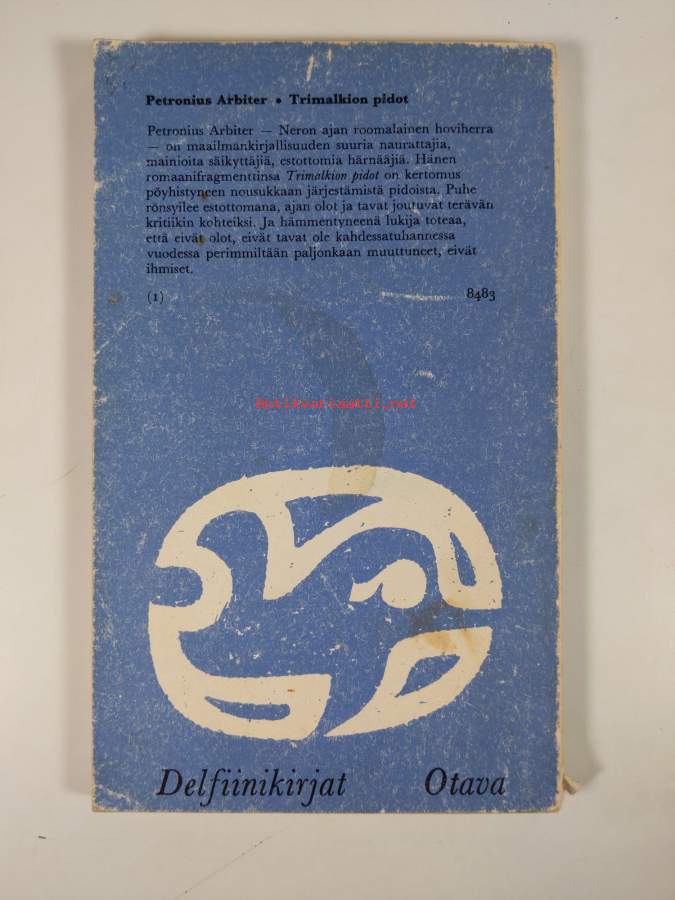 Petronius Arbiter • Trimalkion pidot
Petronius Arbiter — Neron ajan roomalainen hoviherra
— on maailmankirjallisuuden suuria naurattajia,
mainioita säikyttäjiä, estottomia härnääjiä. Hänen
romaanifragmenttinsa Trimalkion pidot on kertomus
pöyhistyneen nousukkaan järjestämistä pidoista. Puhe
rönsyilee estottomana, ajan olot ja tavat joutuvat terävän
kritiikin kohteiksi. Ja hämmentyneenä lukija toteaa,
että eivät olot, eivät tavat ole kahdessatuhannessa
vuodessa perimmiltään paljonkaan muuttuneet, eivät
ihmiset.
(1) 8483
Antikvariaatti.net
Delfiinikirjat Otava